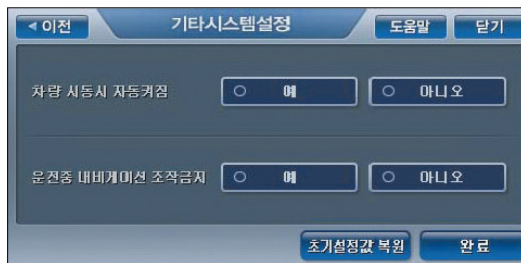 이전 기타시스템설정 도움말 닫기
차량 시동시 자동켜짐 예 아니오
운전중 내비게이션 조작금지 예 아니오
초기설정값 복원 완료